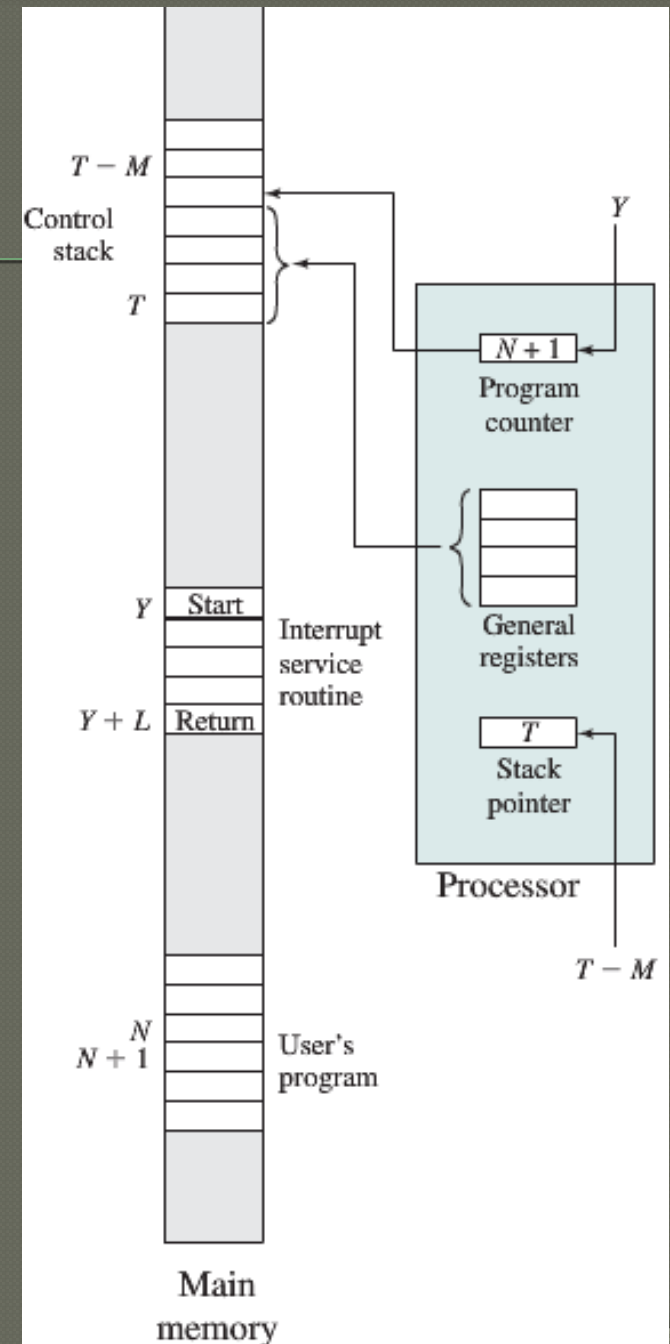 T − M
Control
stack
T
Y
N + 1
Program
counter
Y
Start
Interrupt
service
routine
General
registers
Y + L
Return
T
Stack
pointer
Processor
T − M
N
N + 1
User's
program
Main
memory